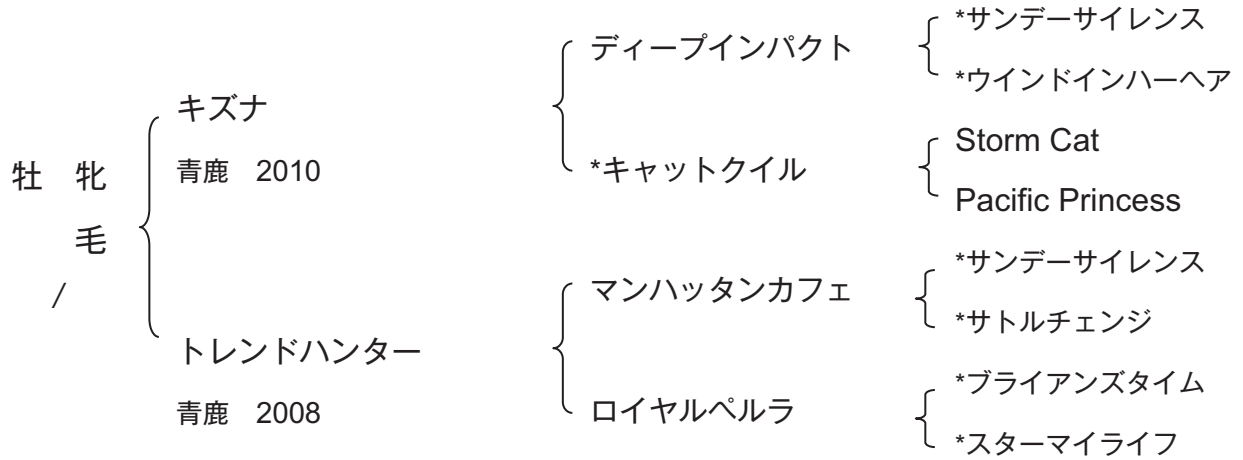 牡　牝
毛
/
キズナ
青鹿　2010
トレンドハンター
青鹿　2008
ディープインパクト
*キャットクイル
マンハッタンカフェ
ロイヤルペルラ
*サンデーサイレンス
*ウインドインハーヘア
Storm Cat
Pacific Princess
*サンデーサイレンス
*サトルチェンジ
*ブライアンズタイム
*スターマイライフ